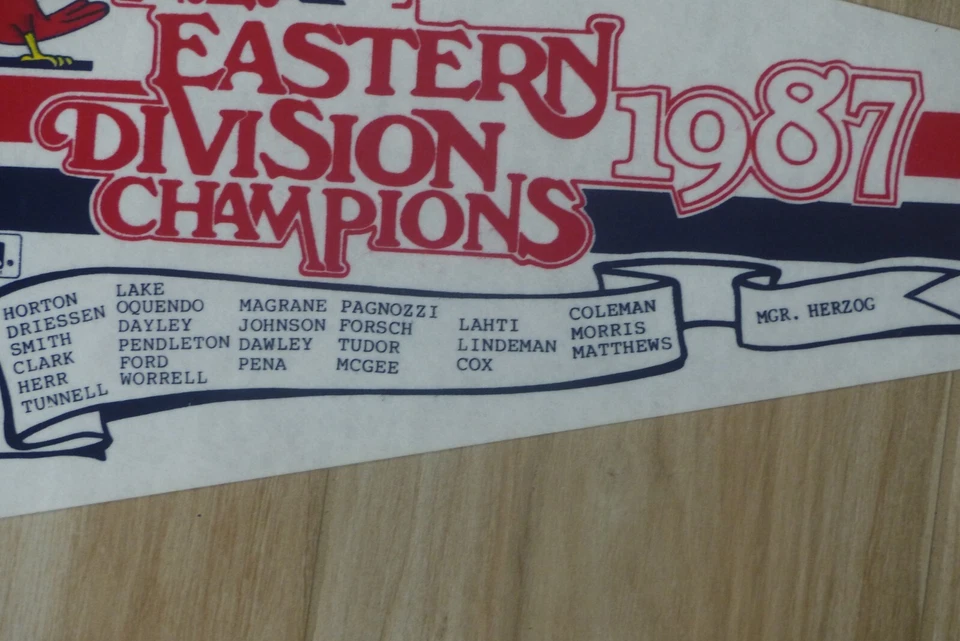 EASTERN
DIVISION
CHAMPIONS
1987
HORTON
DRIESSEN
SMITH
CLARK
HERR
TUNNELL
LAKE
OQUENDO
DAYLEY
PENDLETON
FORD
WORRELL
MAGRANE
JOHNSON
DAWLEY
PENA
PAGNOZZI
FORSCH
TUDOR
MCGEE
LAHTI
LINDEMAN
COX
COLEMAN
MORRIS
MATTHEWS
MGR. HERZOG